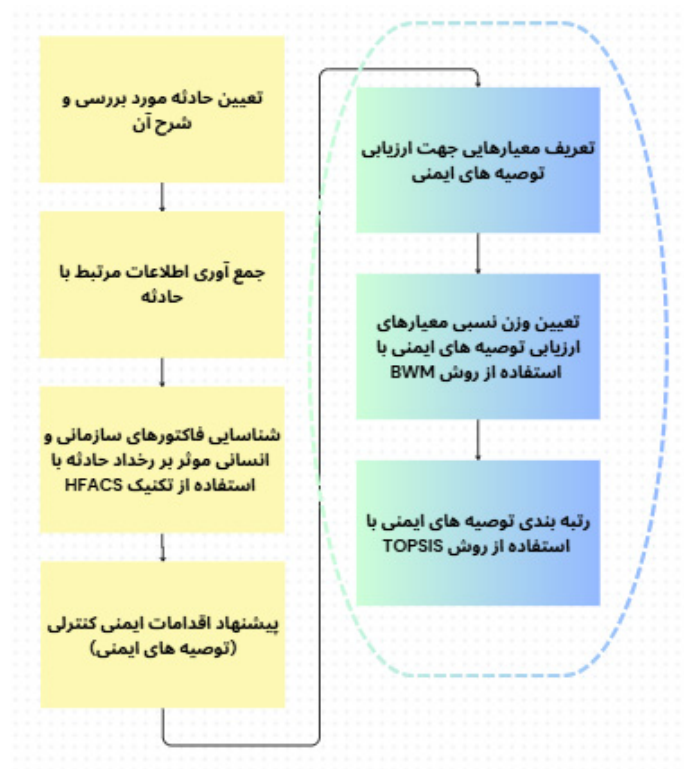 تعیین حادثه مورد بررسی و
شرح آن
جمع آوری اطلاعات مرتبط با
حادثه
شناسایی فاکتورهای سازمانی و
انسانی موثر بر رخداد حادثه با
استفاده از تکنیک HFACS
پیشنهاد اقدامات ایمنی کنترلی
(توصیه های ایمنی)
تعریف معیارهایی جهت ارزیابی
توصیه های ایمنی
تعیین وزن نسبی معیارهای
ارزیابی توصیه های ایمنی با
استفاده از روش BWM
رتبه بندی توصیه های ایمنی با
استفاده از روش TOPSIS